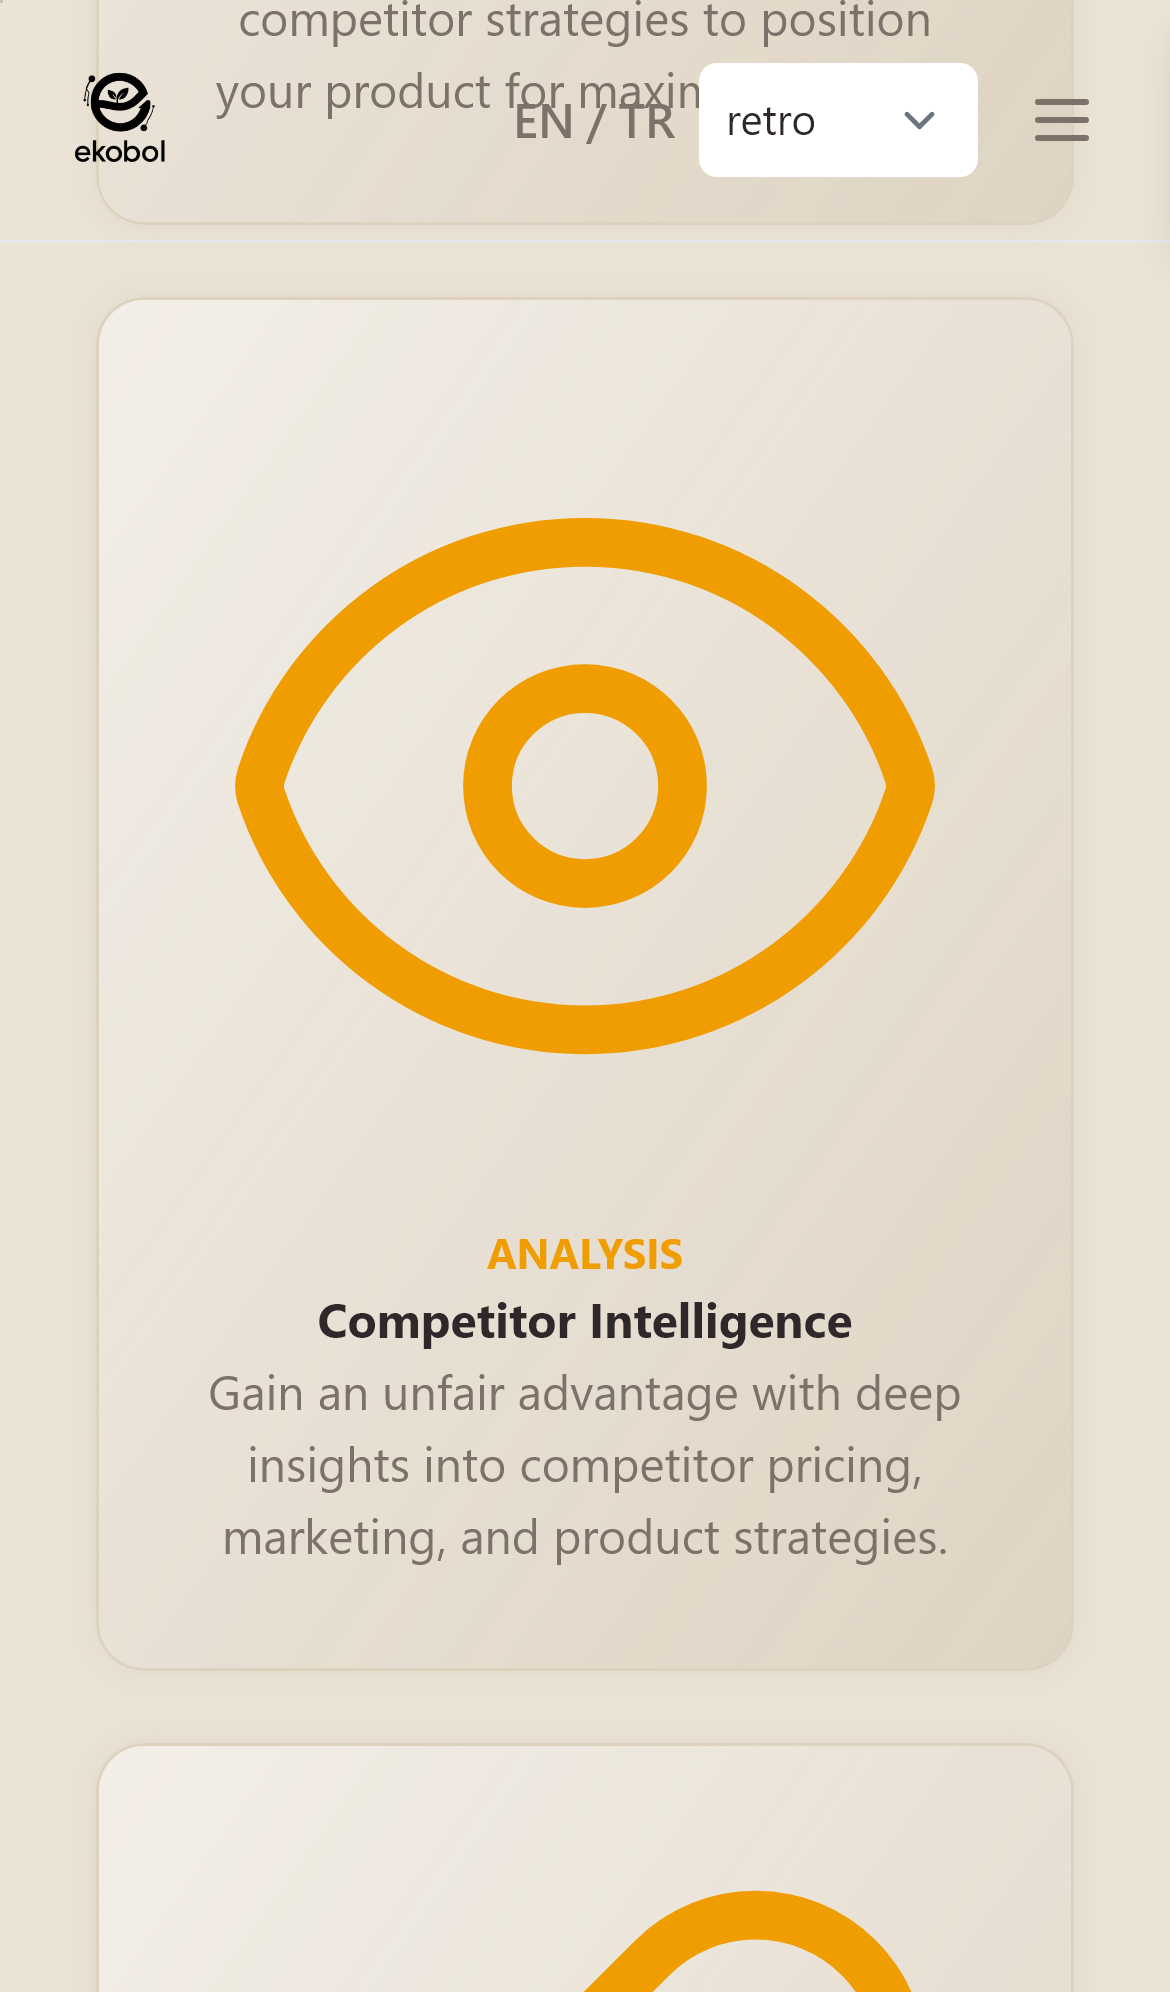 competitor strategies to position
your product for maxim
ekobol
EN / TR
retro
ANALYSIS
Competitor Intelligence
Gain an unfair advantage with deep
insights into competitor pricing,
marketing, and product strategies.